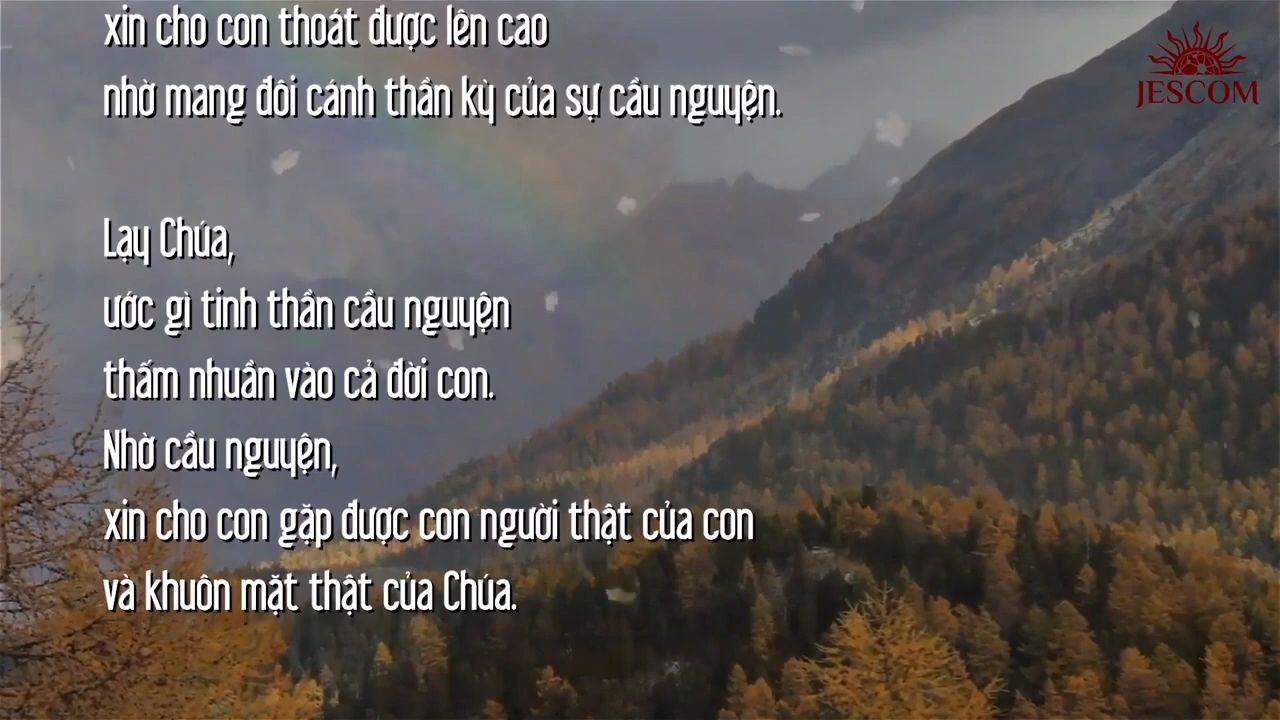 xin cho con thoát được lên cao
nhờ mang đôi cánh thần kỳ của sự cầu nguyện.
Lạy Chúa,
ước gì tinh thần cầu nguyện
thấm nhuần vào cả đời con.
Nhờ cầu nguyện,
xin cho con gặp được con người thật của con
và khuôn mặt thật của Chúa.
JESCOM